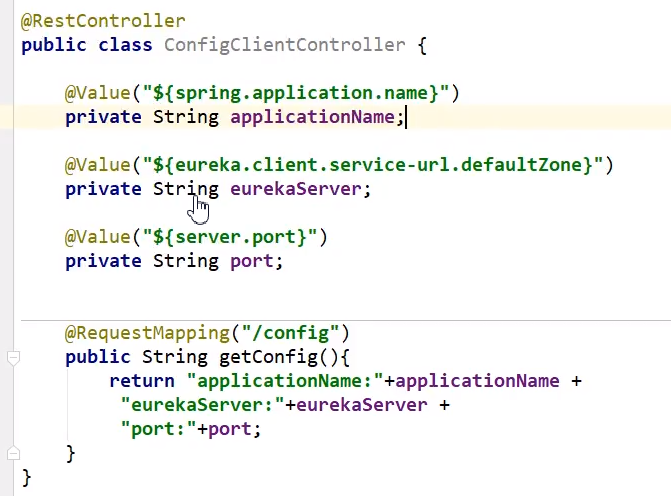 @RestController
public class ConfigClientController {
@Value("${spring.application.name}")
private String applicationName;
@Value("${eureka.client.service-url.defaultZone}")
private String eurekaServer;
@Value("${server.port}")
private String port;
@RequestMapping("/config")
public String getConfig(){
return "applicationName:"+applicationName +
"eurekaServer:"+eurekaServer +
"port:"+port;
}
}